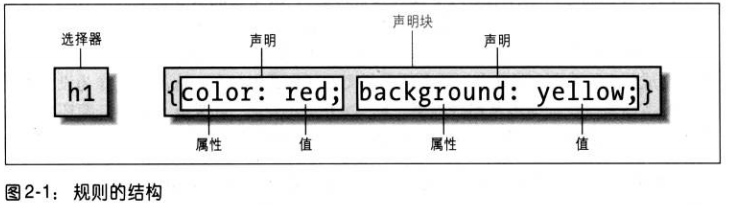 声明块
选择器 声明 声明
h1 {color: red; background: yellow;}
属性 值 属性 值
图2-1： 规则的结构